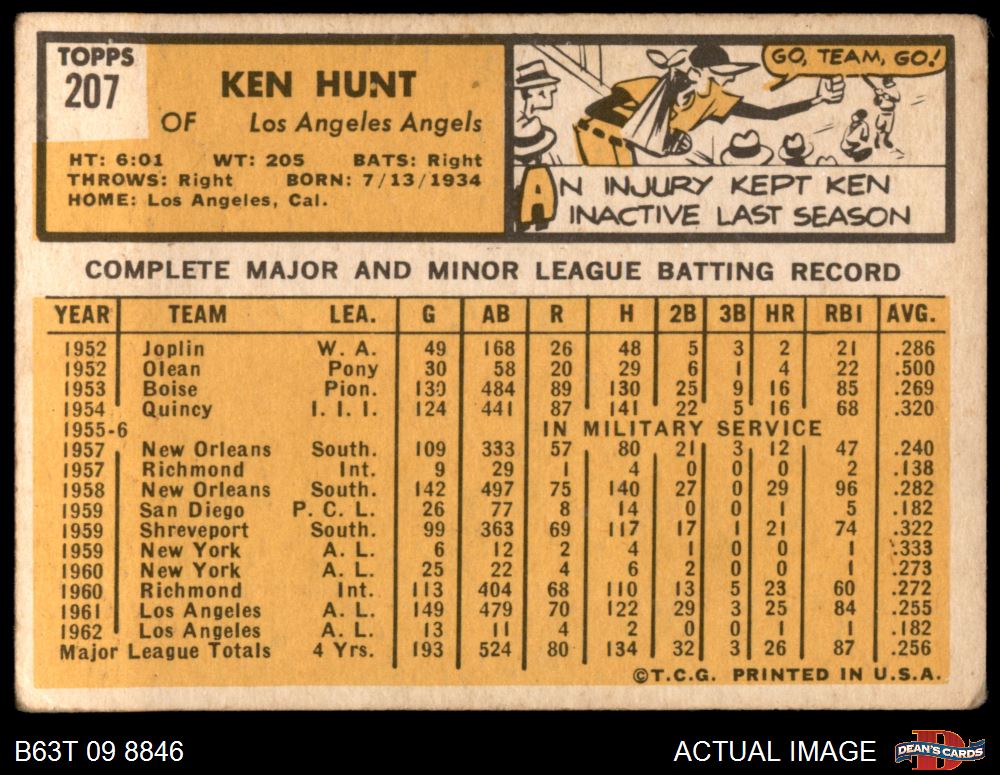 TOPPS
207
KEN HUNT
OF Los Angeles Angels
HT: 6:01 WT: 205 BATS: Right
THROWS: Right BORN: 7/13/1934
HOME: Los Angeles, Cal.
GO, TEAM, GO!
AN INJURY KEPT KEN
INACTIVE LAST SEASON
COMPLETE MAJOR AND MINOR LEAGUE BATTING RECORD
YEAR TEAM LEA. G AB R H 2B 3B HR RBI AVG.
1952 Joplin W. A. 49 168 26 48 5 3 2 21 .286
1952 Olean Pony 30 58 20 29 6 1 4 22 .500
1953 Boise Pion. 130 484 89 130 25 9 16 85 .269
1954 Quincy I. I. I. 124 441 87 141 22 5 16 68 .320
1955-6 IN MILITARY SERVICE
1957 New Orleans South. 109 333 57 80 21 3 12 47 .240
1957 Richmond Int. 9 29 1 4 0 0 0 2 .138
1958 New Orleans South. 142 497 75 140 27 0 29 96 .282
1959 San Diego P. C. L. 26 77 8 14 0 0 1 5 .182
1959 Shreveport South. 99 363 69 117 17 1 21 74 .322
1959 New York A. L. 6 12 2 4 1 0 0 1 .333
1960 New York A. L. 25 22 4 6 2 0 0 1 .273
1960 Richmond Int. 113 404 68 110 13 5 23 60 .272
1961 Los Angeles A. L. 149 479 70 122 29 3 25 84 .255
1962 Los Angeles A. L. 13 11 4 2 0 0 1 1 .182
Major League Totals 4 Yrs. 193 524 80 134 32 3 26 87 .256
©T.C.G. PRINTED IN U.S.A.
B63T 09 8846 ACTUAL IMAGE DEAN'S CARDS